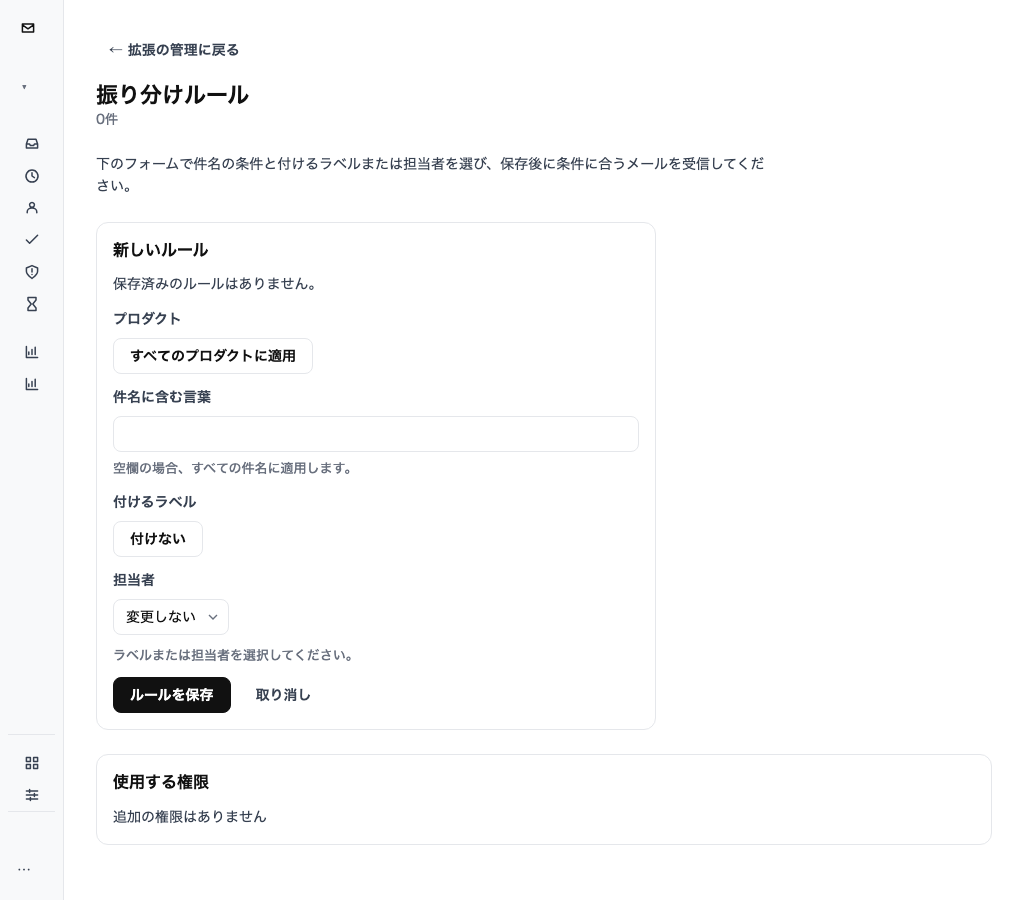 ← 拡張の管理に戻る
振り分けルール
0件
下のフォームで件名の条件と付けるラベルまたは担当者を選び、保存後に条件に合うメールを受信してくだ
さい。
新しいルール
保存済みのルールはありません。
プロダクト
すべてのプロダクトに適用
件名に含む言葉
空欄の場合、すべての件名に適用します。
付けるラベル
付けない
担当者
変更しない
ラベルまたは担当者を選択してください。
ルールを保存 取り消し
使用する権限
追加の権限はありません